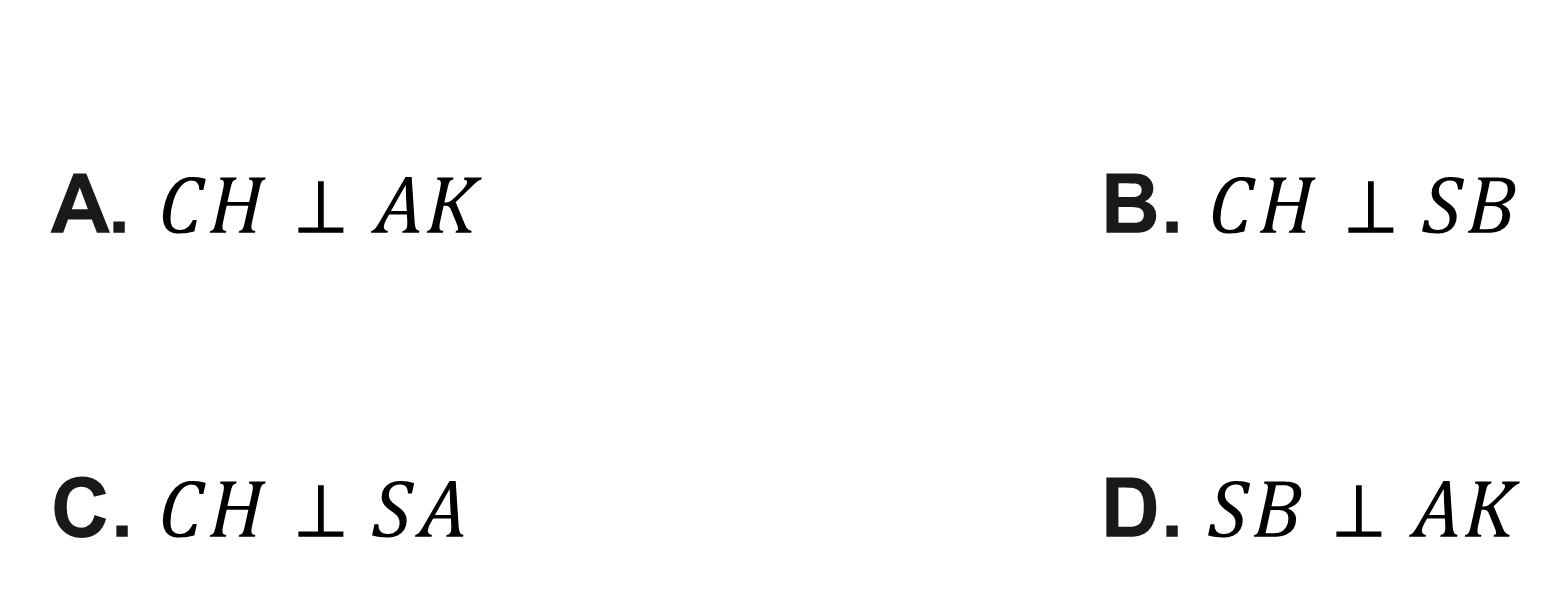 A. CH ⊥ AK B. CH ⊥ SB
C. CH ⊥ SA D. SB ⊥ AK